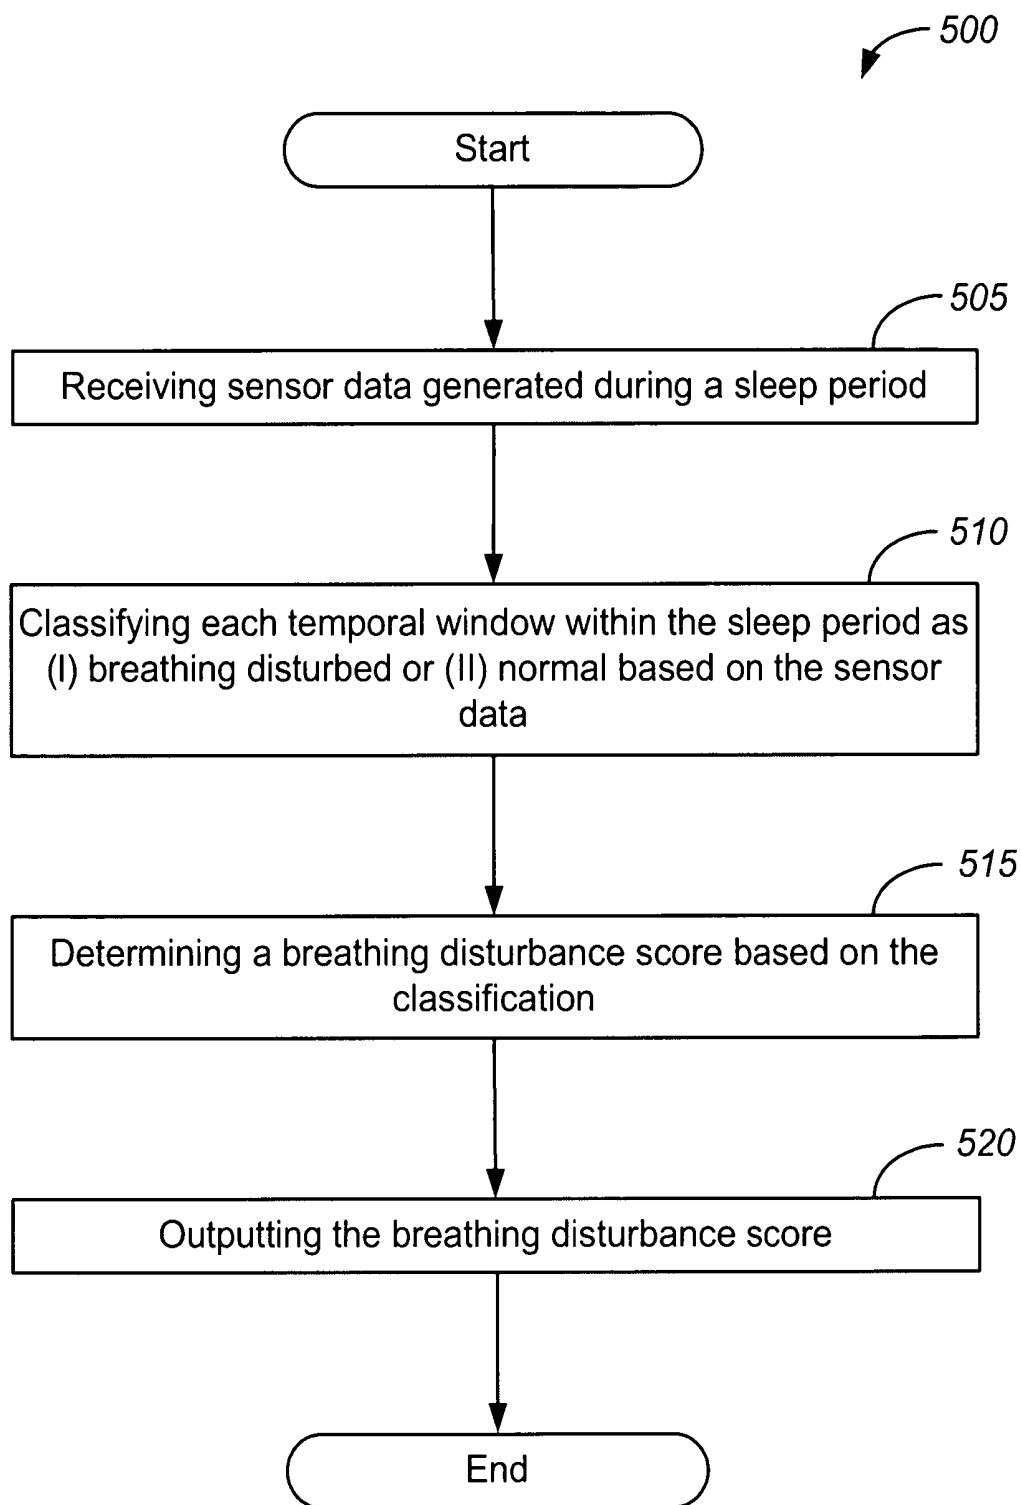 500
Start
505
Receiving sensor data generated during a sleep period
510
Classifying each temporal window within the sleep period as
(I) breathing disturbed or (II) normal based on the sensor
data
515
Determining a breathing disturbance score based on the
classification
520
Outputting the breathing disturbance score
End